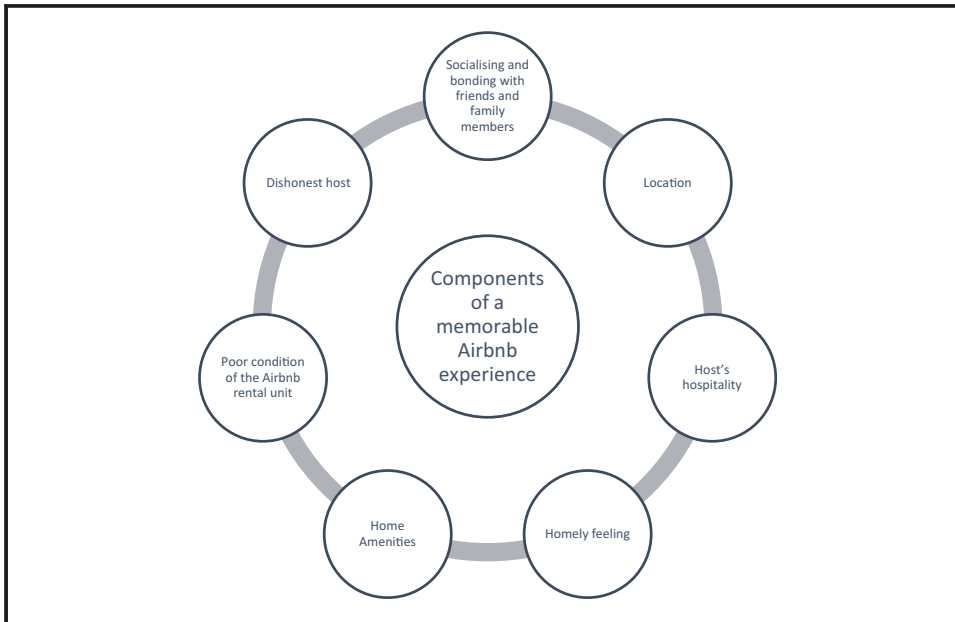 Socialising and
bonding with
friends and
family
members
Location
Host's
hospitality
Homely feeling
Home
Amenities
Poor condition
of the Airbnb
rental unit
Dishonest host
Components
of a
memorable
Airbnb
experience